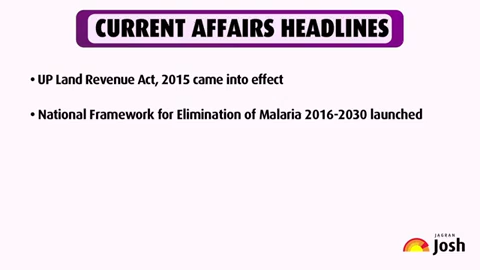 CURRENT AFFAIRS HEADLINES
• UP Land Revenue Act, 2015 came into effect
• National Framework for Elimination of Malaria 2016-2030 launched
JAGRAN
Josh